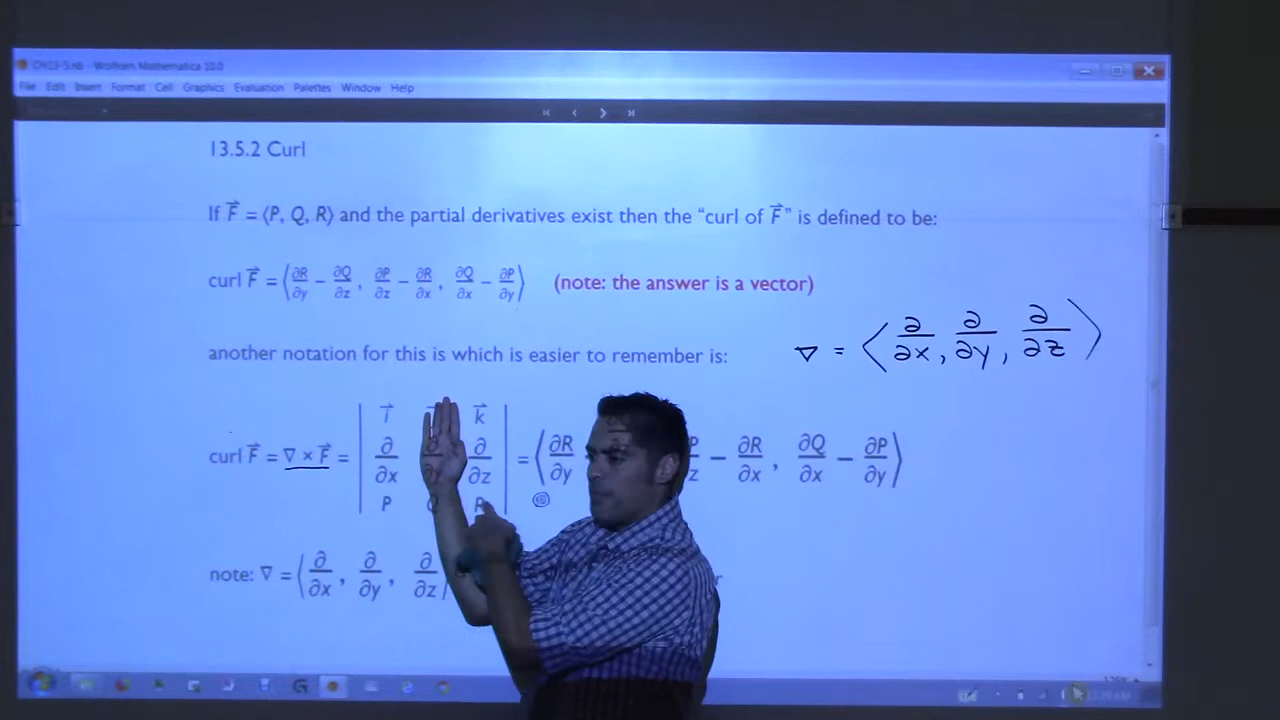 CH13-5.nb - Wolfram Mathematica 10.0
File Edit Insert Format Cell Graphics Evaluation Palettes Window Help
13.5.2 Curl
If F⃗ = ⟨P, Q, R⟩ and the partial derivatives exist then the "curl of F⃗" is defined to be:
curl F⃗ = ⟨∂R/∂y − ∂Q/∂z, ∂P/∂z − ∂R/∂x, ∂Q/∂x − ∂P/∂y⟩ (note: the answer is a vector)
∇ = ⟨∂/∂x, ∂/∂y, ∂/∂z⟩
another notation for this is which is easier to remember is:
curl F⃗ = ∇ × F⃗ = | i⃗ k⃗ ∂/∂x ∂/∂z P Q R | = ⟨∂R/∂y z − ∂R/∂x, ∂Q/∂x − ∂P/∂y⟩
note: ∇ = ⟨∂/∂x, ∂/∂y, ∂/∂z